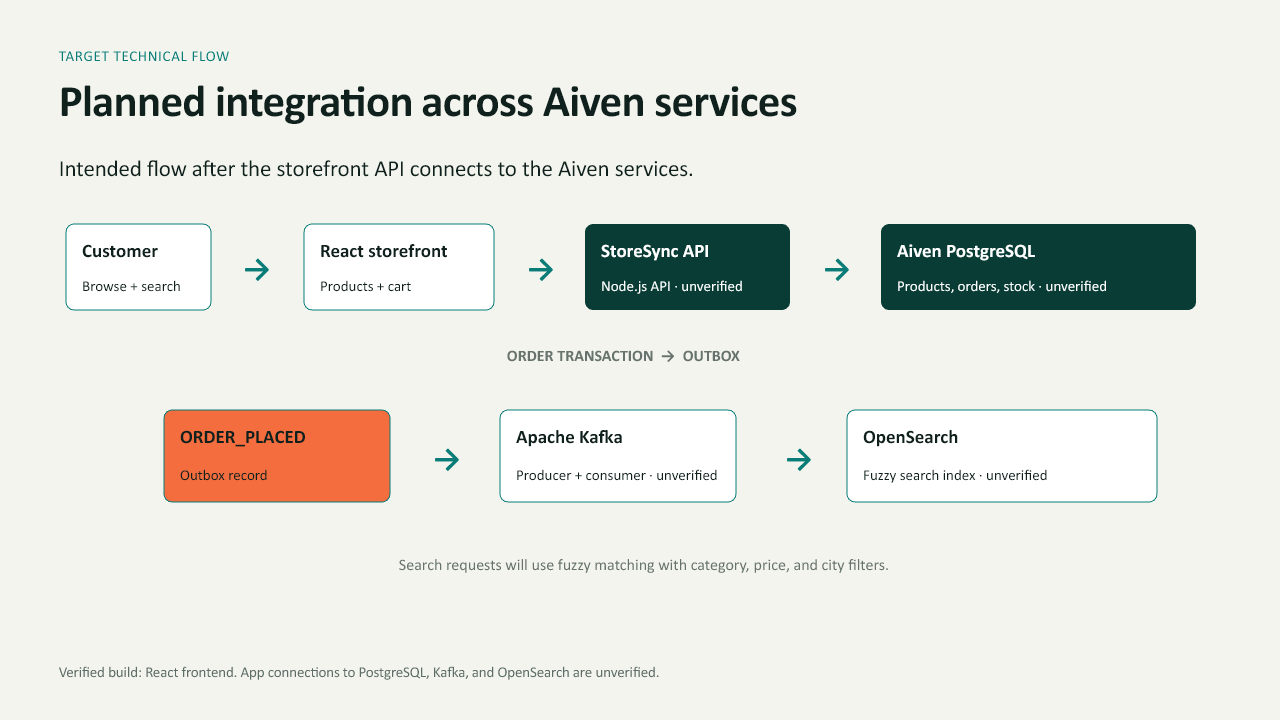 TARGET TECHNICAL FLOW
Planned integration across Aiven services
Intended flow after the storefront API connects to the Aiven services.
Customer
Browse + search
→
React storefront
Products + cart
→
StoreSync API
Node.js API · unverified
→
Aiven PostgreSQL
Products, orders, stock · unverified
ORDER TRANSACTION → OUTBOX
ORDER_PLACED
Outbox record
→
Apache Kafka
Producer + consumer · unverified
→
OpenSearch
Fuzzy search index · unverified
Search requests will use fuzzy matching with category, price, and city filters.
Verified build: React frontend. App connections to PostgreSQL, Kafka, and OpenSearch are unverified.